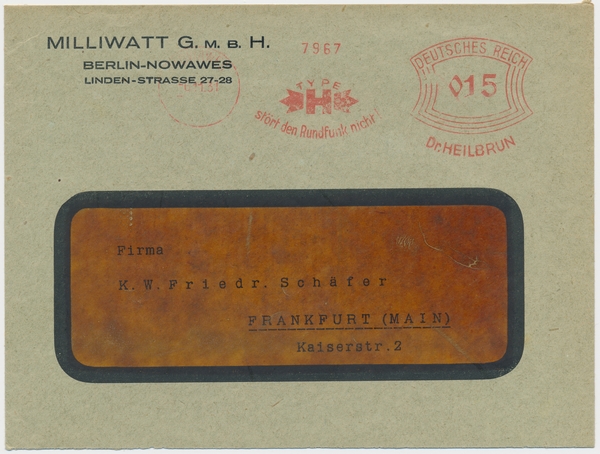 MILLIWATT G. M. B. H.
BERLIN-NOWAWES
LINDEN-STRASSE 27-28
7967
TYPE
H
stört den Rundfunk nicht!
DEUTSCHES REICH
015
Dr. HEILBRUN
Firma
K. W. Friedr. Schäfer
FRANKFURT (MAIN)
Kaiserstr. 2